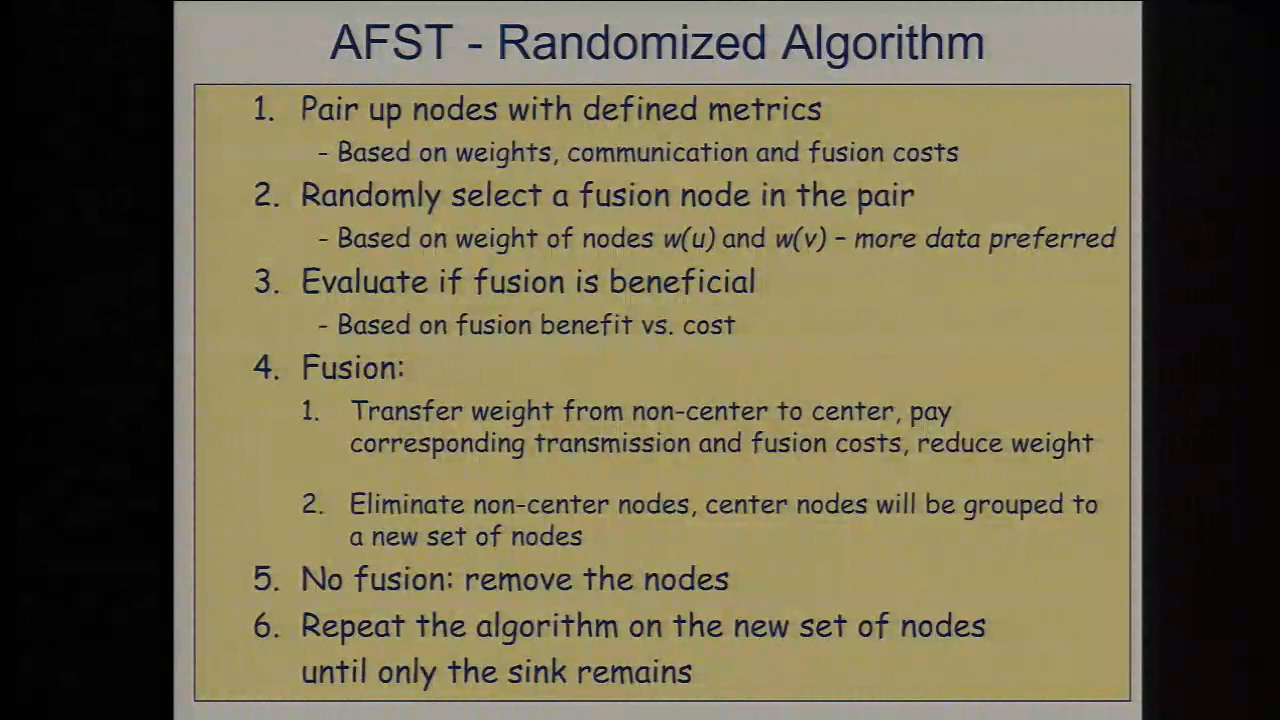 AFST - Randomized Algorithm
1. Pair up nodes with defined metrics
- Based on weights, communication and fusion costs
2. Randomly select a fusion node in the pair
- Based on weight of nodes w(u) and w(v) – more data preferred
3. Evaluate if fusion is beneficial
- Based on fusion benefit vs. cost
4. Fusion:
1. Transfer weight from non-center to center, pay
corresponding transmission and fusion costs, reduce weight
2. Eliminate non-center nodes, center nodes will be grouped to
a new set of nodes
5. No fusion: remove the nodes
6. Repeat the algorithm on the new set of nodes
until only the sink remains